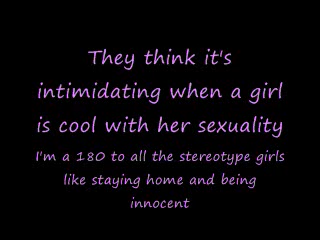 They think it's
intimidating when a girl
is cool with her sexuality
I'm a 180 to all the stereotype girls
like staying home and being
innocent